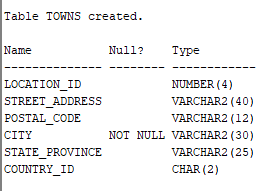 Table TOWNS created.
Name Null? Type
-------------- -------- ------------
LOCATION_ID NUMBER(4)
STREET_ADDRESS VARCHAR2(40)
POSTAL_CODE VARCHAR2(12)
CITY NOT NULL VARCHAR2(30)
STATE_PROVINCE VARCHAR2(25)
COUNTRY_ID CHAR(2)